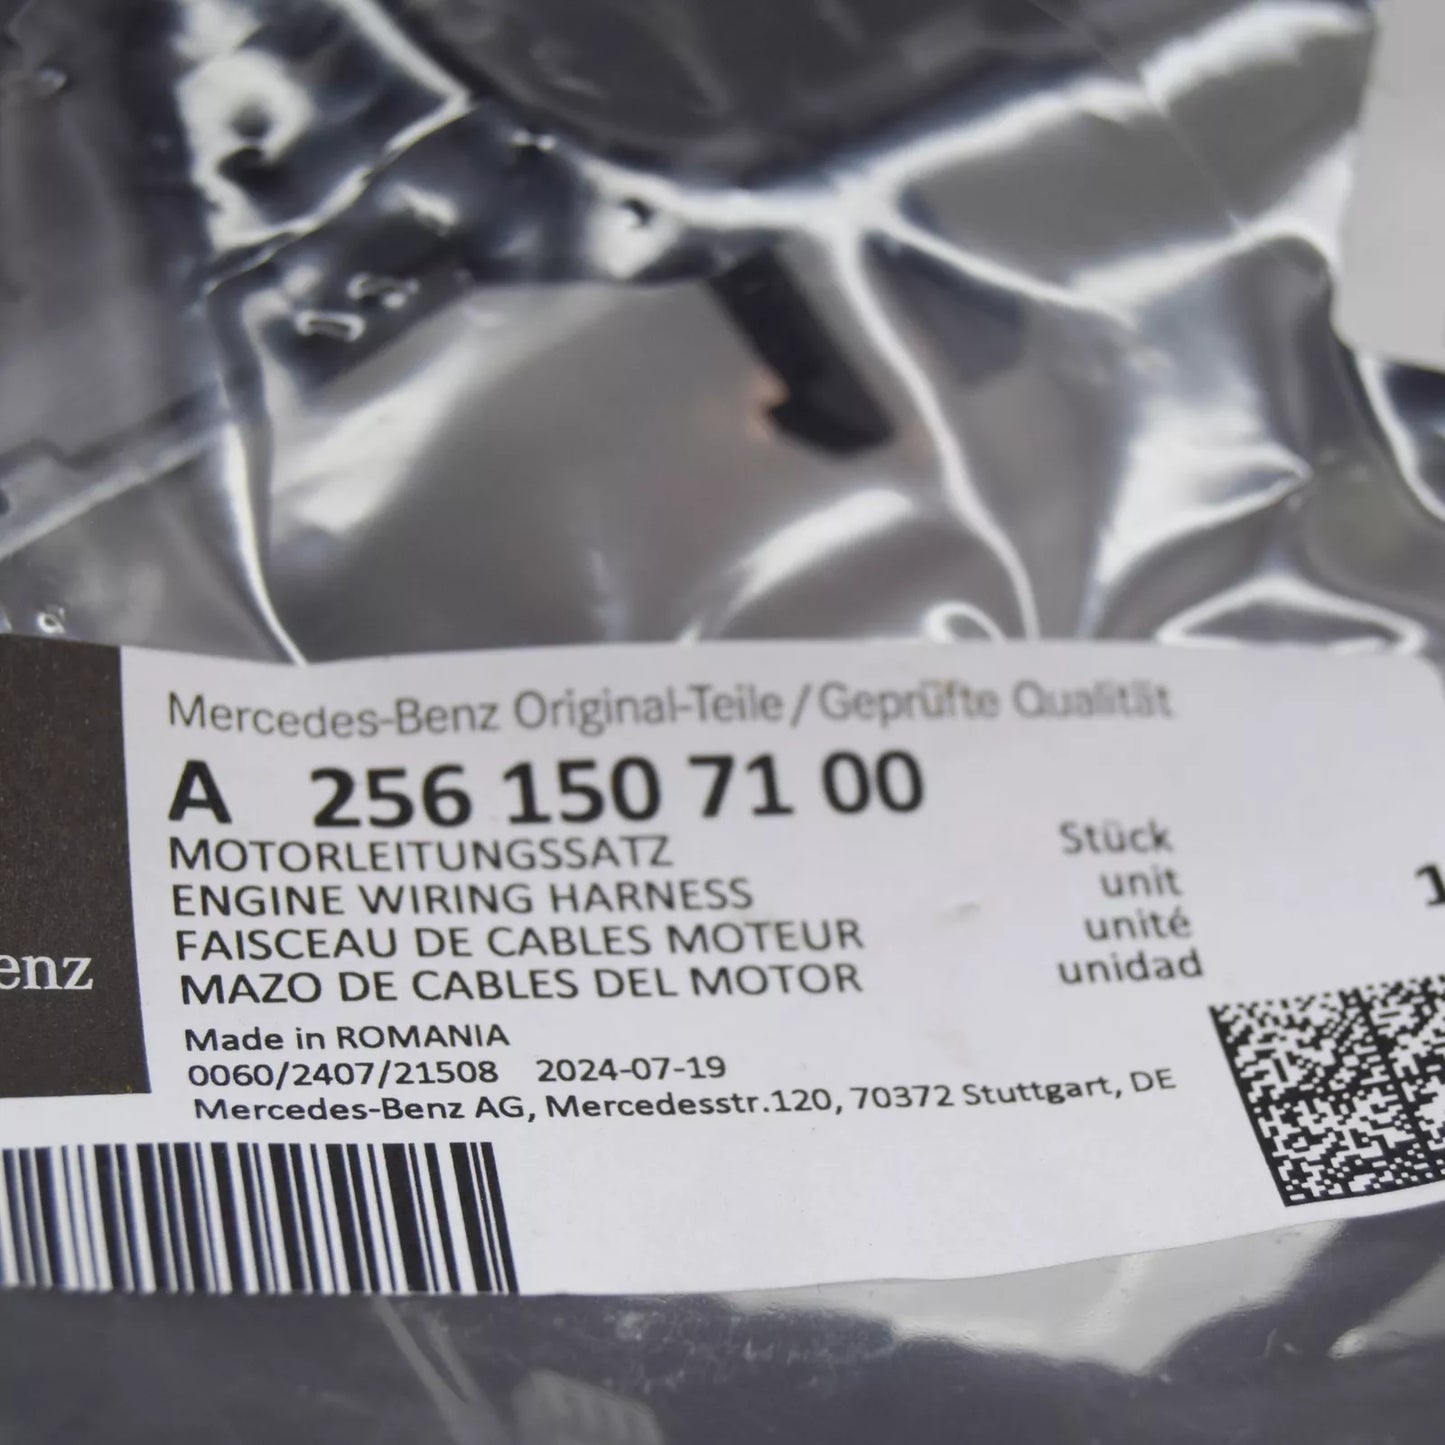 Mercedes-Benz Original-Teile/Geprüfte Qualität
A 256 150 71 00
MOTORLEITUNGSSATZ Stück
ENGINE WIRING HARNESS unit 1
FAISCEAU DE CABLES MOTEUR unité
MAZO DE CABLES DEL MOTOR unidad
enz
Made in ROMANIA
0060/2407/21508 2024-07-19
Mercedes-Benz AG, Mercedesstr.120, 70372 Stuttgart, DE